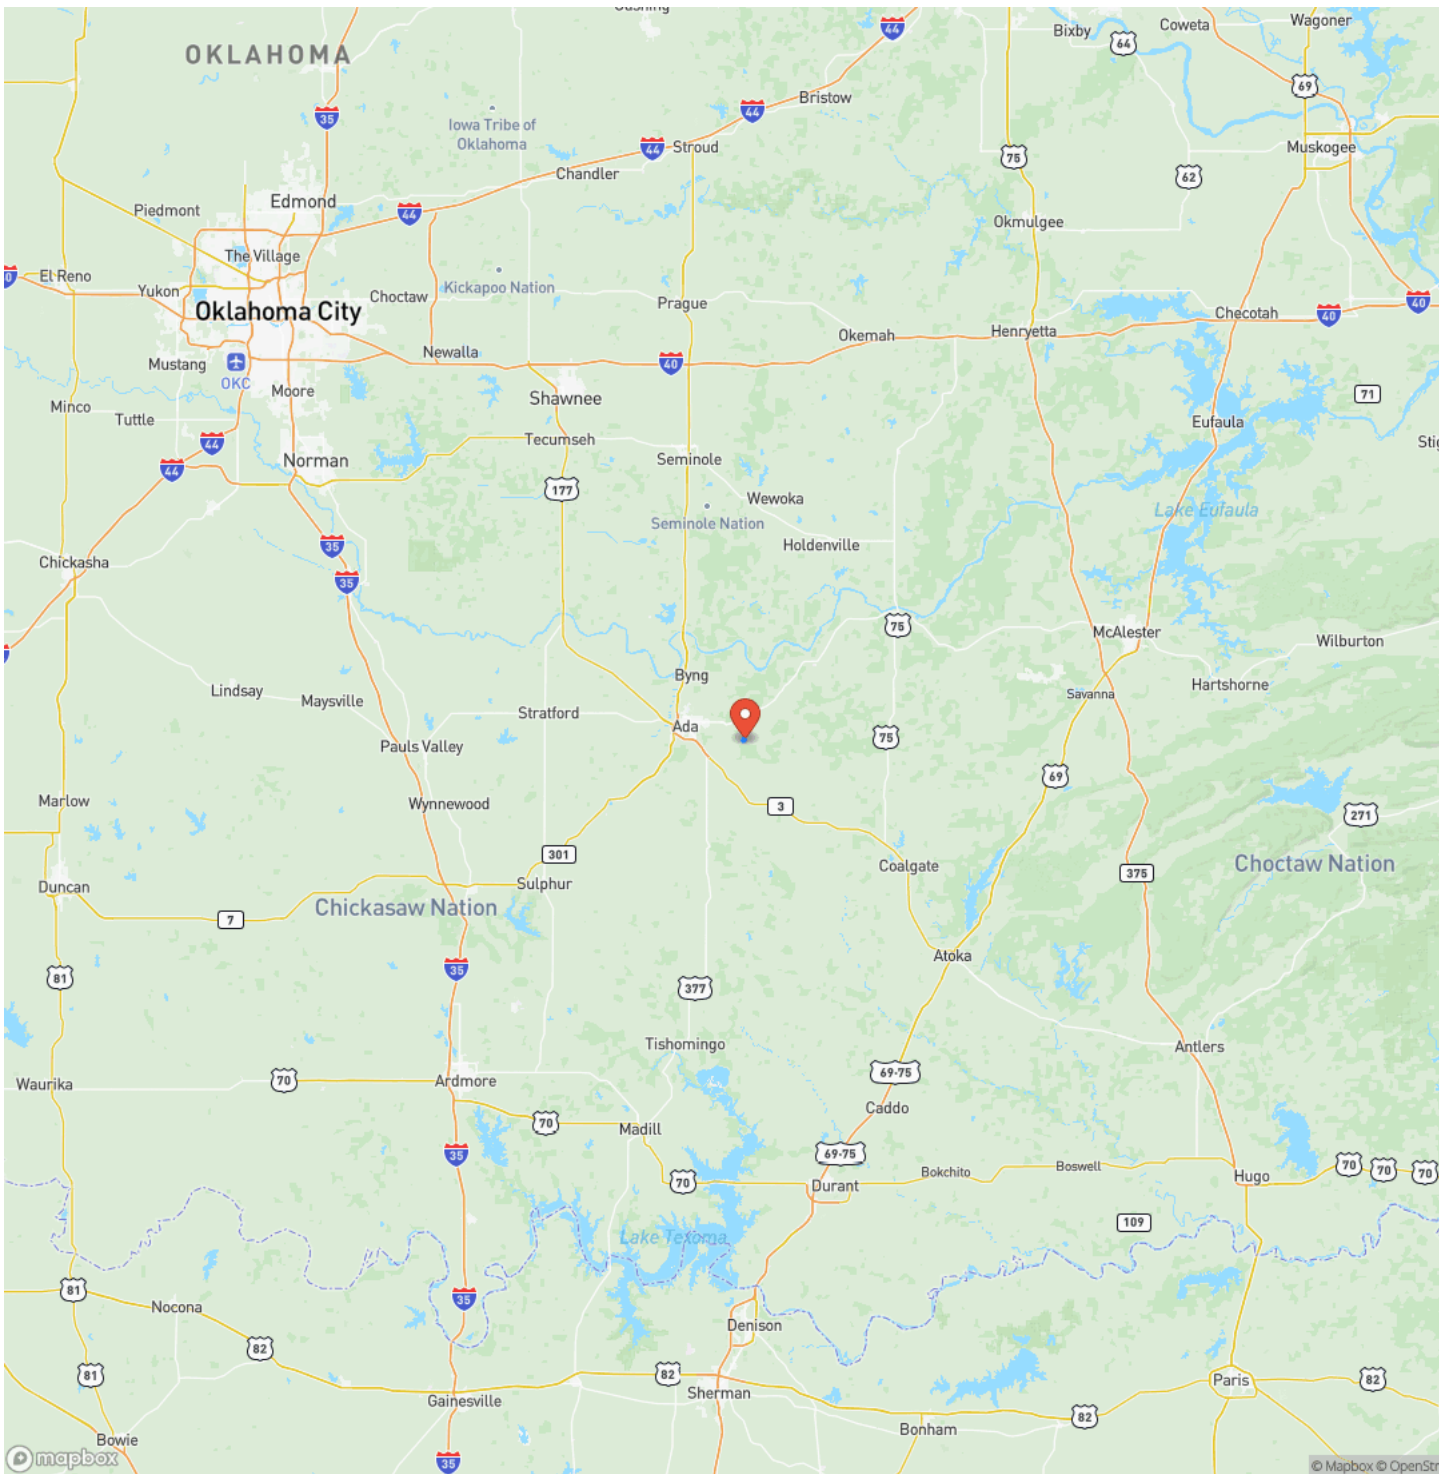 Cushing
OKLAHOMA
44
Bixby
64
Coweta
Wagoner
69
Bristow
35
44
Iowa Tribe of
Oklahoma
44
Stroud
75
Muskogee
Chandler
62
Edmond
Piedmont
44
Okmulgee
The Village
El Reno
Kickapoo Nation
Yukon
Choctaw
Prague
40
Oklahoma City
Checotah
40
Okemah
Henryetta
Newalla
Mustang
40
OKC
Moore
Shawnee
71
Minco
Tuttle
Eufaula
44
Tecumseh
44
Norman
Seminole
177
Wewoka
Lake Eufaula
Seminole Nation
35
Holdenville
Chickasha
35
75
McAlester
Wilburton
Byng
Lindsay
Maysville
Savanna
Hartshorne
Stratford
Ada
75
Pauls Valley
69
Marlow
Wynnewood
3
271
301
Coalgate
Choctaw Nation
375
Duncan
Sulphur
7
Chickasaw Nation
Atoka
35
81
377
Tishomingo
Antlers
Waurika
70
Ardmore
69-75
Caddo
70
Madill
35
69-75
70
Bokchito
Boswell
70
70
70
Durant
Hugo
109
Lake Texoma
81
35
Nocona
Denison
82
81
82
Paris
82
Sherman
Gainesville
82
Bonham
Bowie
35
mapbox
© Mapbox © OpenStr